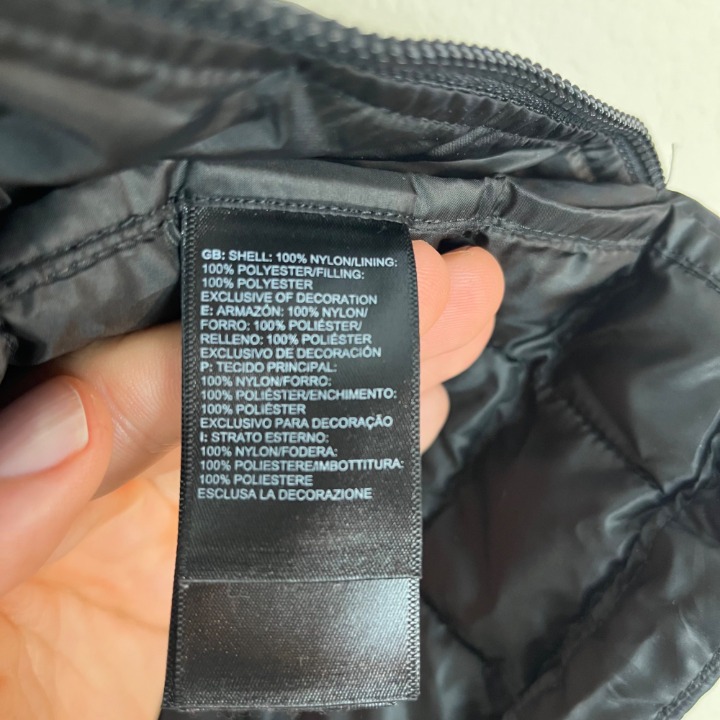 GB: SHELL: 100% NYLON/LINING:
100% POLYESTER/FILLING:
100% POLYESTER
EXCLUSIVE OF DECORATION
E: ARMAZÓN: 100% NYLON/
FORRO: 100% POLIÉSTER/
RELLENO: 100% POLIÉSTER
EXCLUSIVO DE DECORACIÓN
P: TECIDO PRINCIPAL:
100% NYLON/FORRO:
100% POLIÉSTER/ENCHIMENTO:
100% POLIÉSTER
EXCLUSIVO PARA DECORAÇÃO
I: STRATO ESTERNO:
100% NYLON/FODERA:
100% POLIESTERE/IMBOTTITURA:
100% POLIESTERE
ESCLUSA LA DECORAZIONE